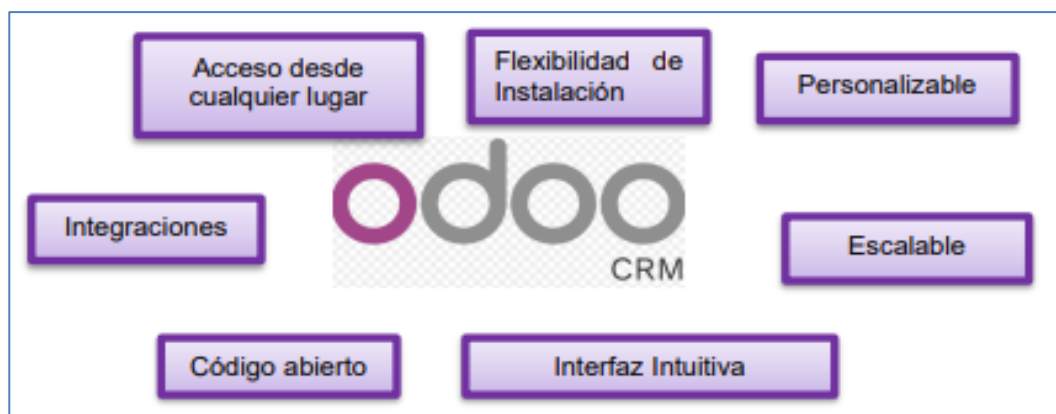 Acceso desde
cualquier lugar
Flexibilidad de
Instalación
Personalizable
Integraciones
odoo
CRM
Escalable
Código abierto
Interfaz Intuitiva